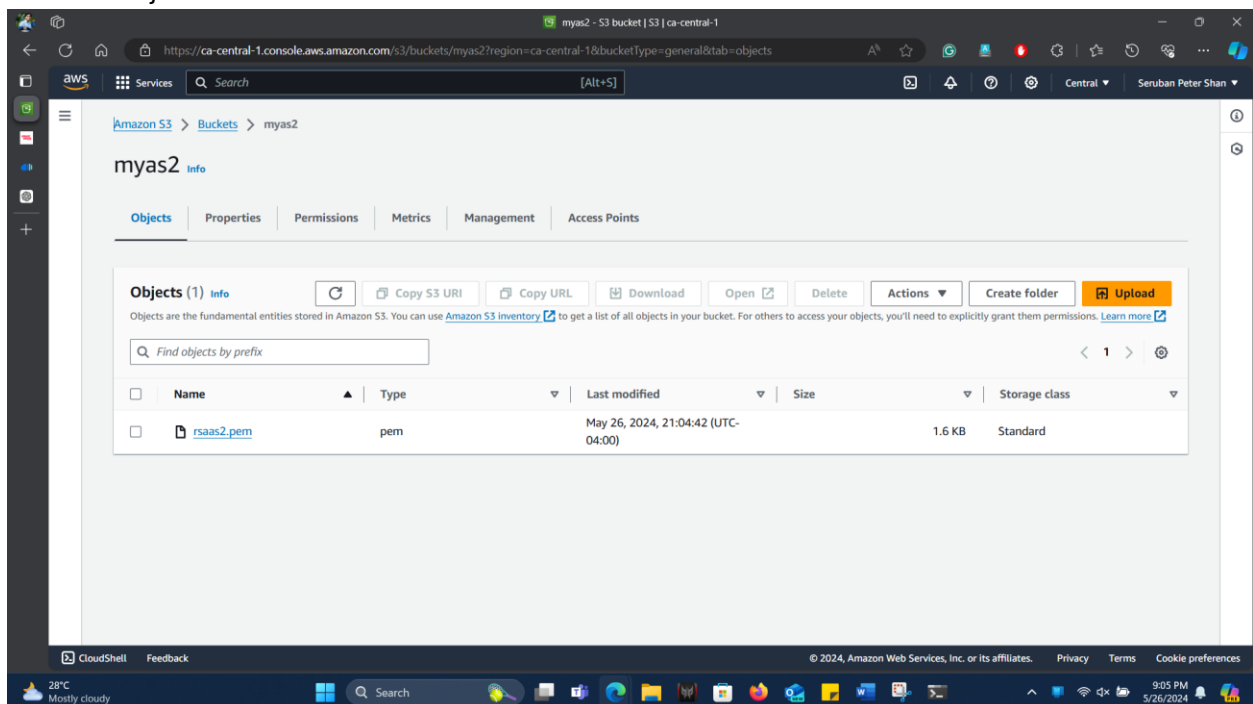 myas2 - S3 bucket | S3 | ca-central-1
https://ca-central-1.console.aws.amazon.com/s3/buckets/myas2?region=ca-central-1&bucketType=general&tab=objects
aws Services Search [Alt+S] Central ▼ Seruban Peter Shan ▼
Amazon S3 > Buckets > myas2
myas2 Info
Objects Properties Permissions Metrics Management Access Points
Objects (1) Info Copy S3 URI Copy URL Download Open Delete Actions ▼ Create folder Upload
Objects are the fundamental entities stored in Amazon S3. You can use Amazon S3 inventory to get a list of all objects in your bucket. For others to access your objects, you'll need to explicitly grant them permissions. Learn more
Find objects by prefix < 1 >
Name Type Last modified Size Storage class
rsaas2.pem pem May 26, 2024, 21:04:42 (UTC-04:00) 1.6 KB Standard
CloudShell Feedback © 2024, Amazon Web Services, Inc. or its affiliates. Privacy Terms Cookie preferences
28°C Search 9:05 PM
Mostly cloudy 5/26/2024